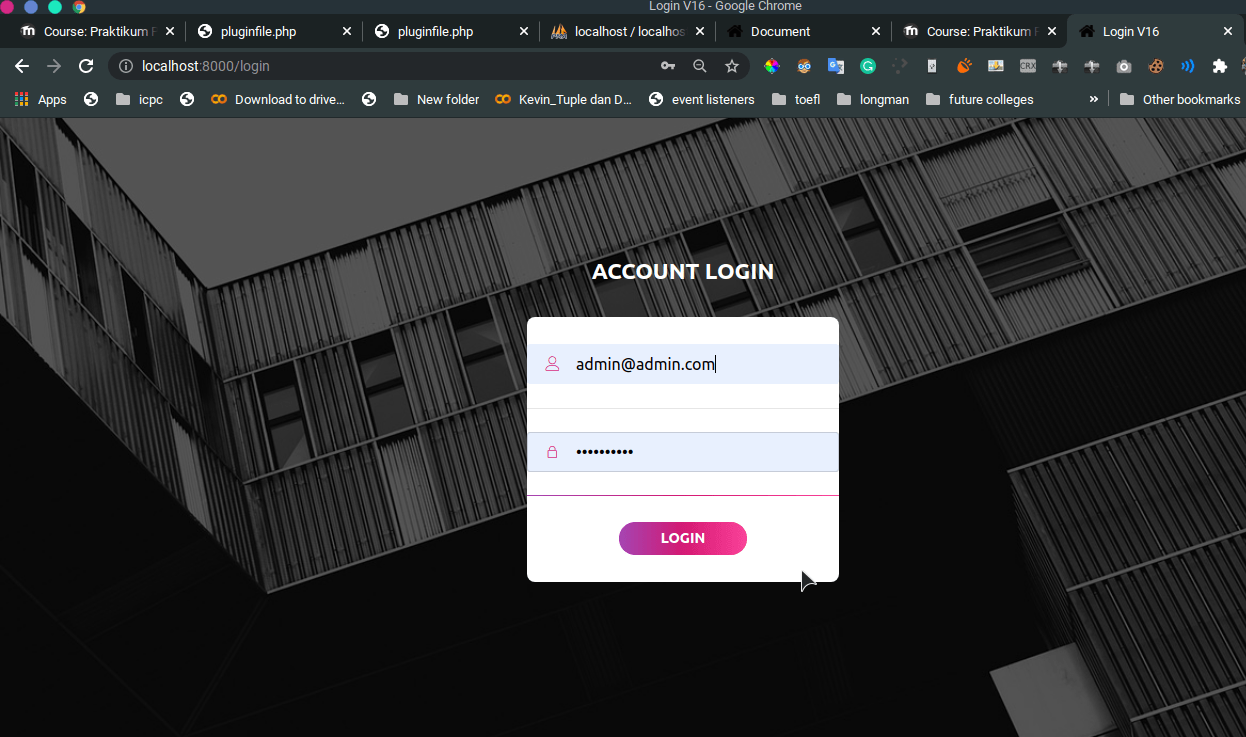 Login V16 - Google Chrome
Course: Praktikum pluginfile.php pluginfile.php localhost / localhos Document Course: Praktikum Login V16
localhost:8000/login
Apps icpc Download to drive... New folder Kevin_Tuple dan D... event listeners toefl longman future colleges » Other bookmarks
ACCOUNT LOGIN
admin@admin.com
••••••••••
LOGIN